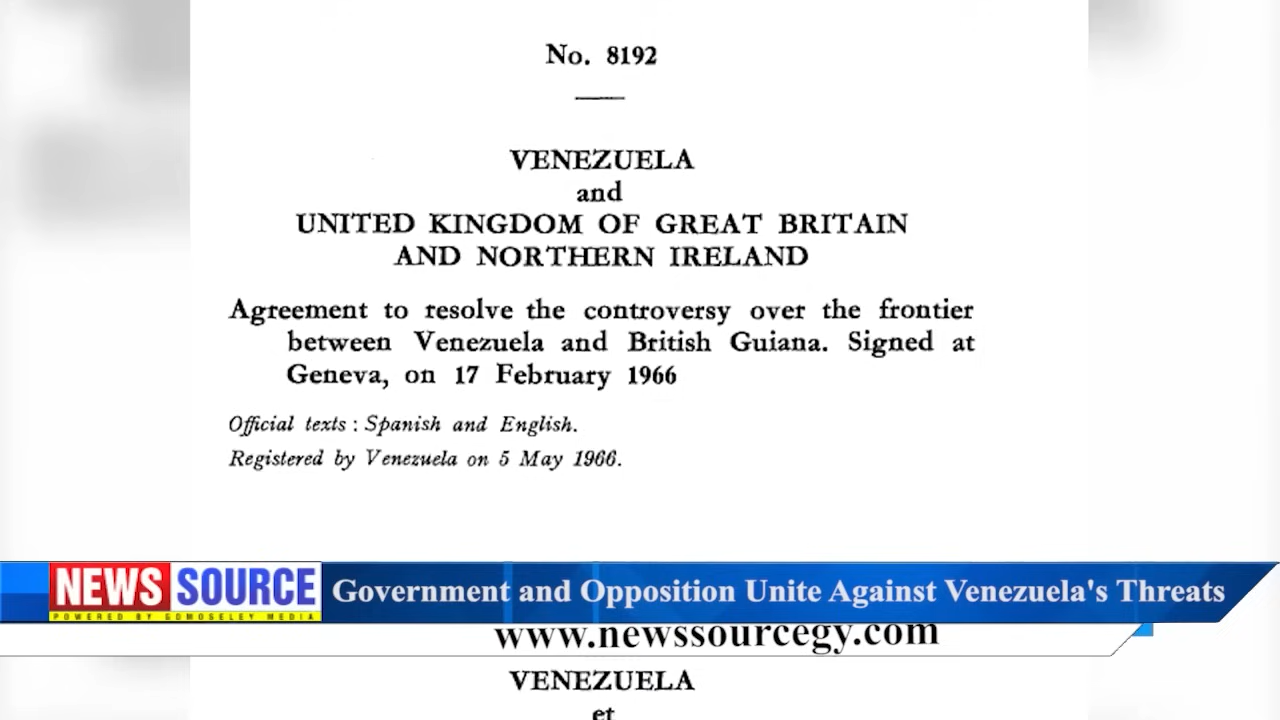 No. 8192
VENEZUELA
and
UNITED KINGDOM OF GREAT BRITAIN
AND NORTHERN IRELAND
Agreement to resolve the controversy over the frontier
between Venezuela and British Guiana. Signed at
Geneva, on 17 February 1966
Official texts : Spanish and English.
Registered by Venezuela on 5 May 1966.
NEWS SOURCE
POWERED BY GDMOSELEY MEDIA
Government and Opposition Unite Against Venezuela's Threats
www.newssourcegy.com
VENEZUELA
et